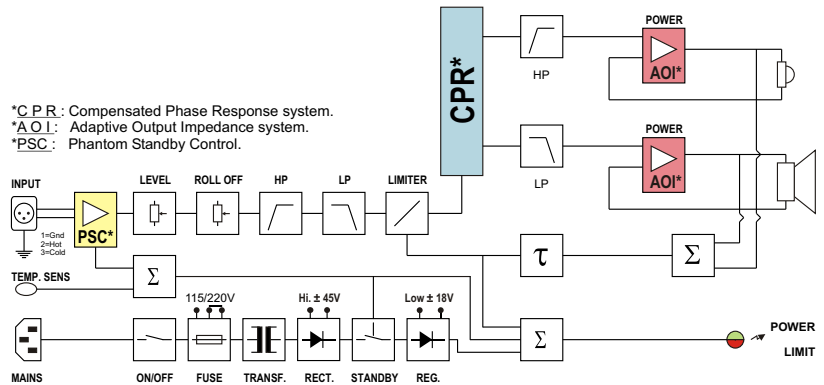 POWER
CPR*
HP
AOI*
*C P R : Compensated Phase Response system.
*A O I : Adaptive Output Impedance system.
*PSC : Phantom Standby Control.
POWER
LP
AOI*
INPUT
LEVEL
ROLL OFF
HP
LP
LIMITER
PSC*
1=Gnd
2=Hot
3=Cold
τ
Σ
TEMP. SENS
Σ
115/220V
Hi. ± 45V
Low ± 18V
Σ
POWER
LIMIT
MAINS
ON/OFF
FUSE
TRANSF.
RECT.
STANDBY
REG.